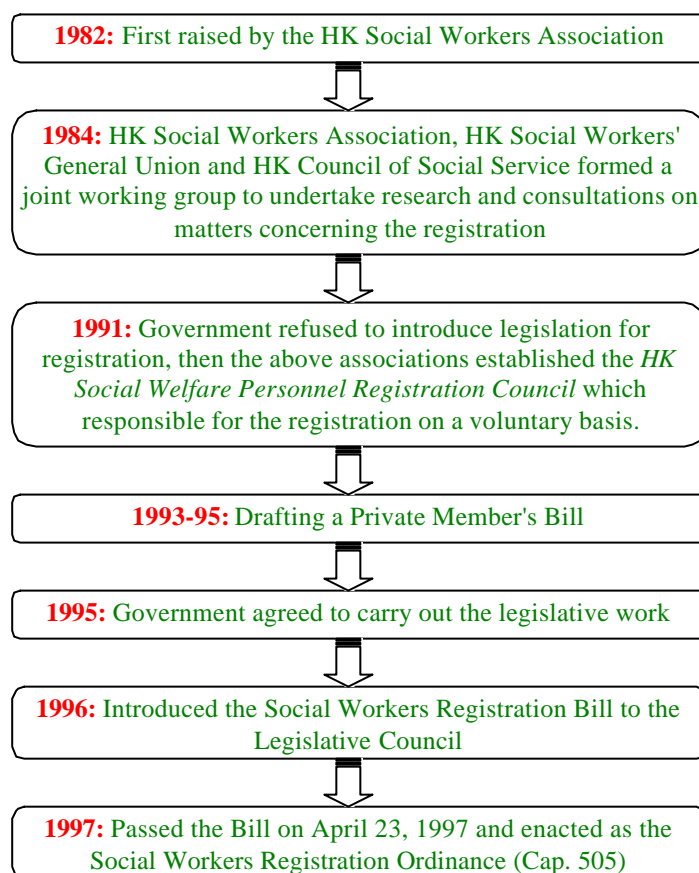 1982: First raised by the HK Social Workers Association
1984: HK Social Workers Association, HK Social Workers'
General Union and HK Council of Social Service formed a
joint working group to undertake research and consultations on
matters concerning the registration
1991: Government refused to introduce legislation for
registration, then the above associations established the HK
Social Welfare Personnel Registration Council which
responsible for the registration on a voluntary basis.
1993-95: Drafting a Private Member's Bill
1995: Government agreed to carry out the legislative work
1996: Introduced the Social Workers Registration Bill to the
Legislative Council
1997: Passed the Bill on April 23, 1997 and enacted as the
Social Workers Registration Ordinance (Cap. 505)